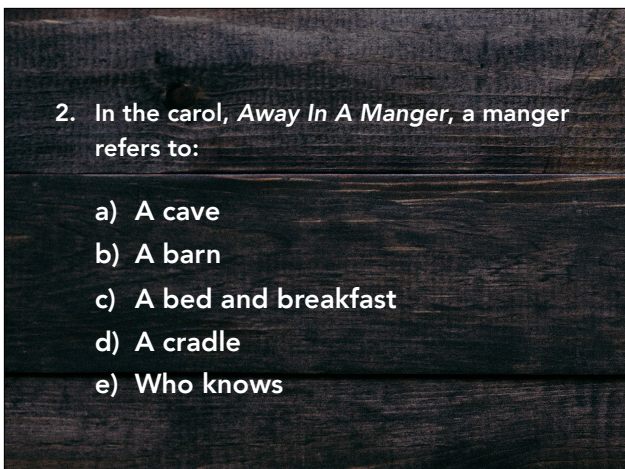 2. In the carol, Away In A Manger, a manger
refers to:
a) A cave
b) A barn
c) A bed and breakfast
d) A cradle
e) Who knows